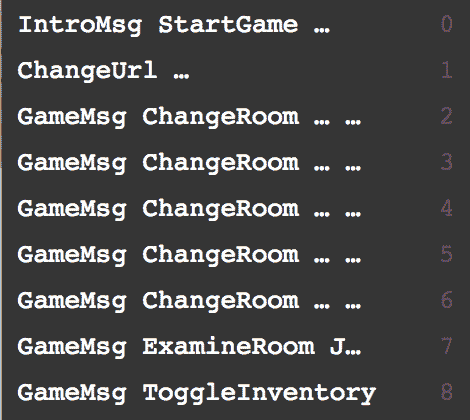 IntroMsg StartGame … 0
ChangeUrl … 1
GameMsg ChangeRoom … … 2
GameMsg ChangeRoom … … 3
GameMsg ChangeRoom … … 4
GameMsg ChangeRoom … … 5
GameMsg ChangeRoom … … 6
GameMsg ExamineRoom J… 7
GameMsg ToggleInventory 8